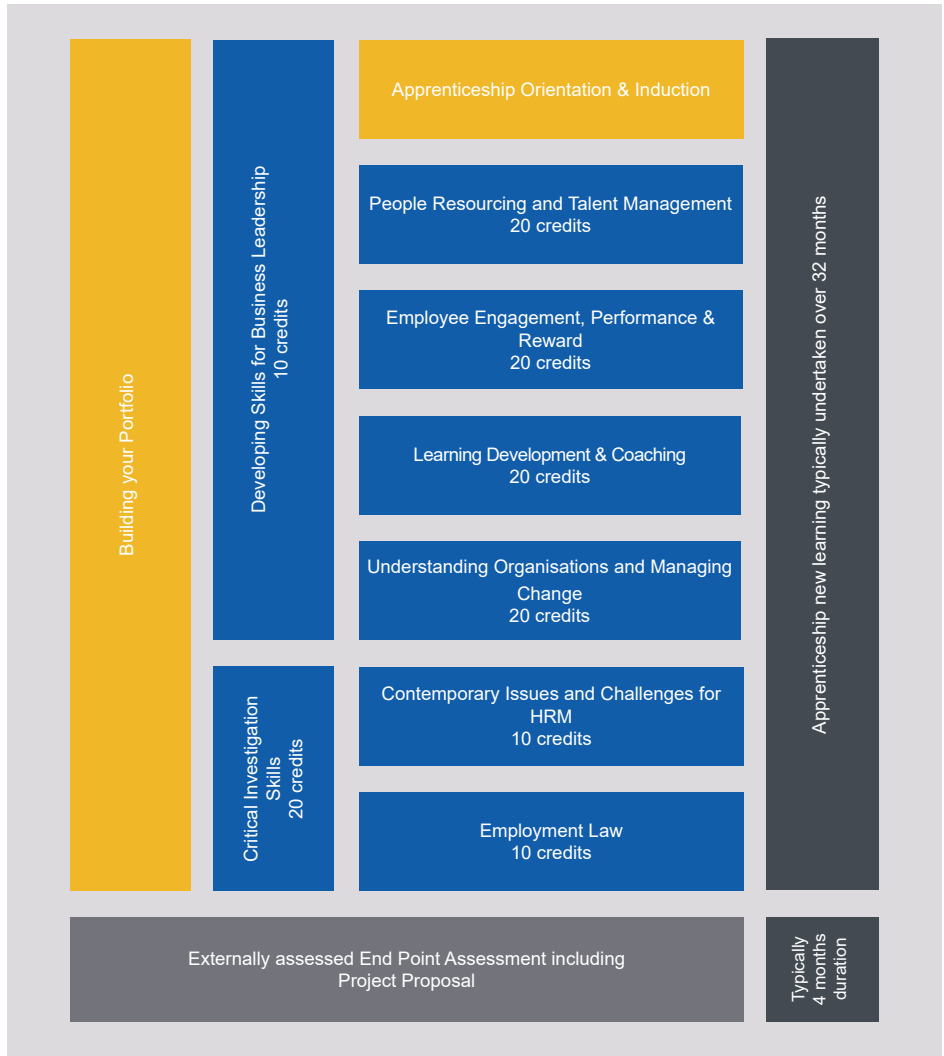 Building your Portfolio
Developing Skills for Business Leadership
10 credits
Critical Investigation
Skills
20 credits
Apprenticeship Orientation & Induction
People Resourcing and Talent Management
20 credits
Employee Engagement, Performance &
Reward
20 credits
Learning Development & Coaching
20 credits
Understanding Organisations and Managing
Change
20 credits
Contemporary Issues and Challenges for
HRM
10 credits
Employment Law
10 credits
Apprenticeship new learning typically undertaken over 32 months
Externally assessed End Point Assessment including
Project Proposal
Typically
4 months
duration